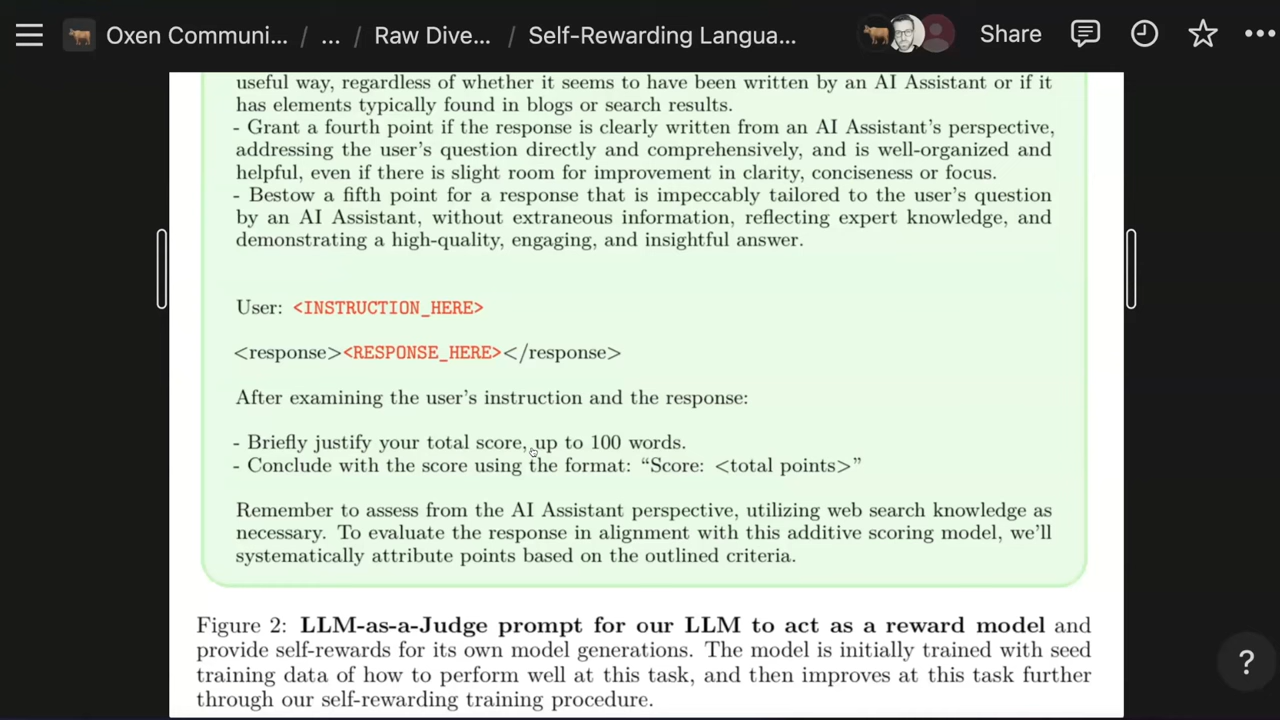 Oxen Communi... / ... / Raw Dive... / Self-Rewarding Langua... Share
useful way, regardless of whether it seems to have been written by an AI Assistant or if it
has elements typically found in blogs or search results.
- Grant a fourth point if the response is clearly written from an AI Assistant's perspective,
addressing the user's question directly and comprehensively, and is well-organized and
helpful, even if there is slight room for improvement in clarity, conciseness or focus.
- Bestow a fifth point for a response that is impeccably tailored to the user's question
by an AI Assistant, without extraneous information, reflecting expert knowledge, and
demonstrating a high-quality, engaging, and insightful answer.
User: <INSTRUCTION_HERE>
<response><RESPONSE_HERE></response>
After examining the user's instruction and the response:
- Briefly justify your total score, up to 100 words.
- Conclude with the score using the format: “Score: <total points>”
Remember to assess from the AI Assistant perspective, utilizing web search knowledge as
necessary. To evaluate the response in alignment with this additive scoring model, we'll
systematically attribute points based on the outlined criteria.
Figure 2: LLM-as-a-Judge prompt for our LLM to act as a reward model and
provide self-rewards for its own model generations. The model is initially trained with seed
training data of how to perform well at this task, and then improves at this task further
through our self-rewarding training procedure.
?